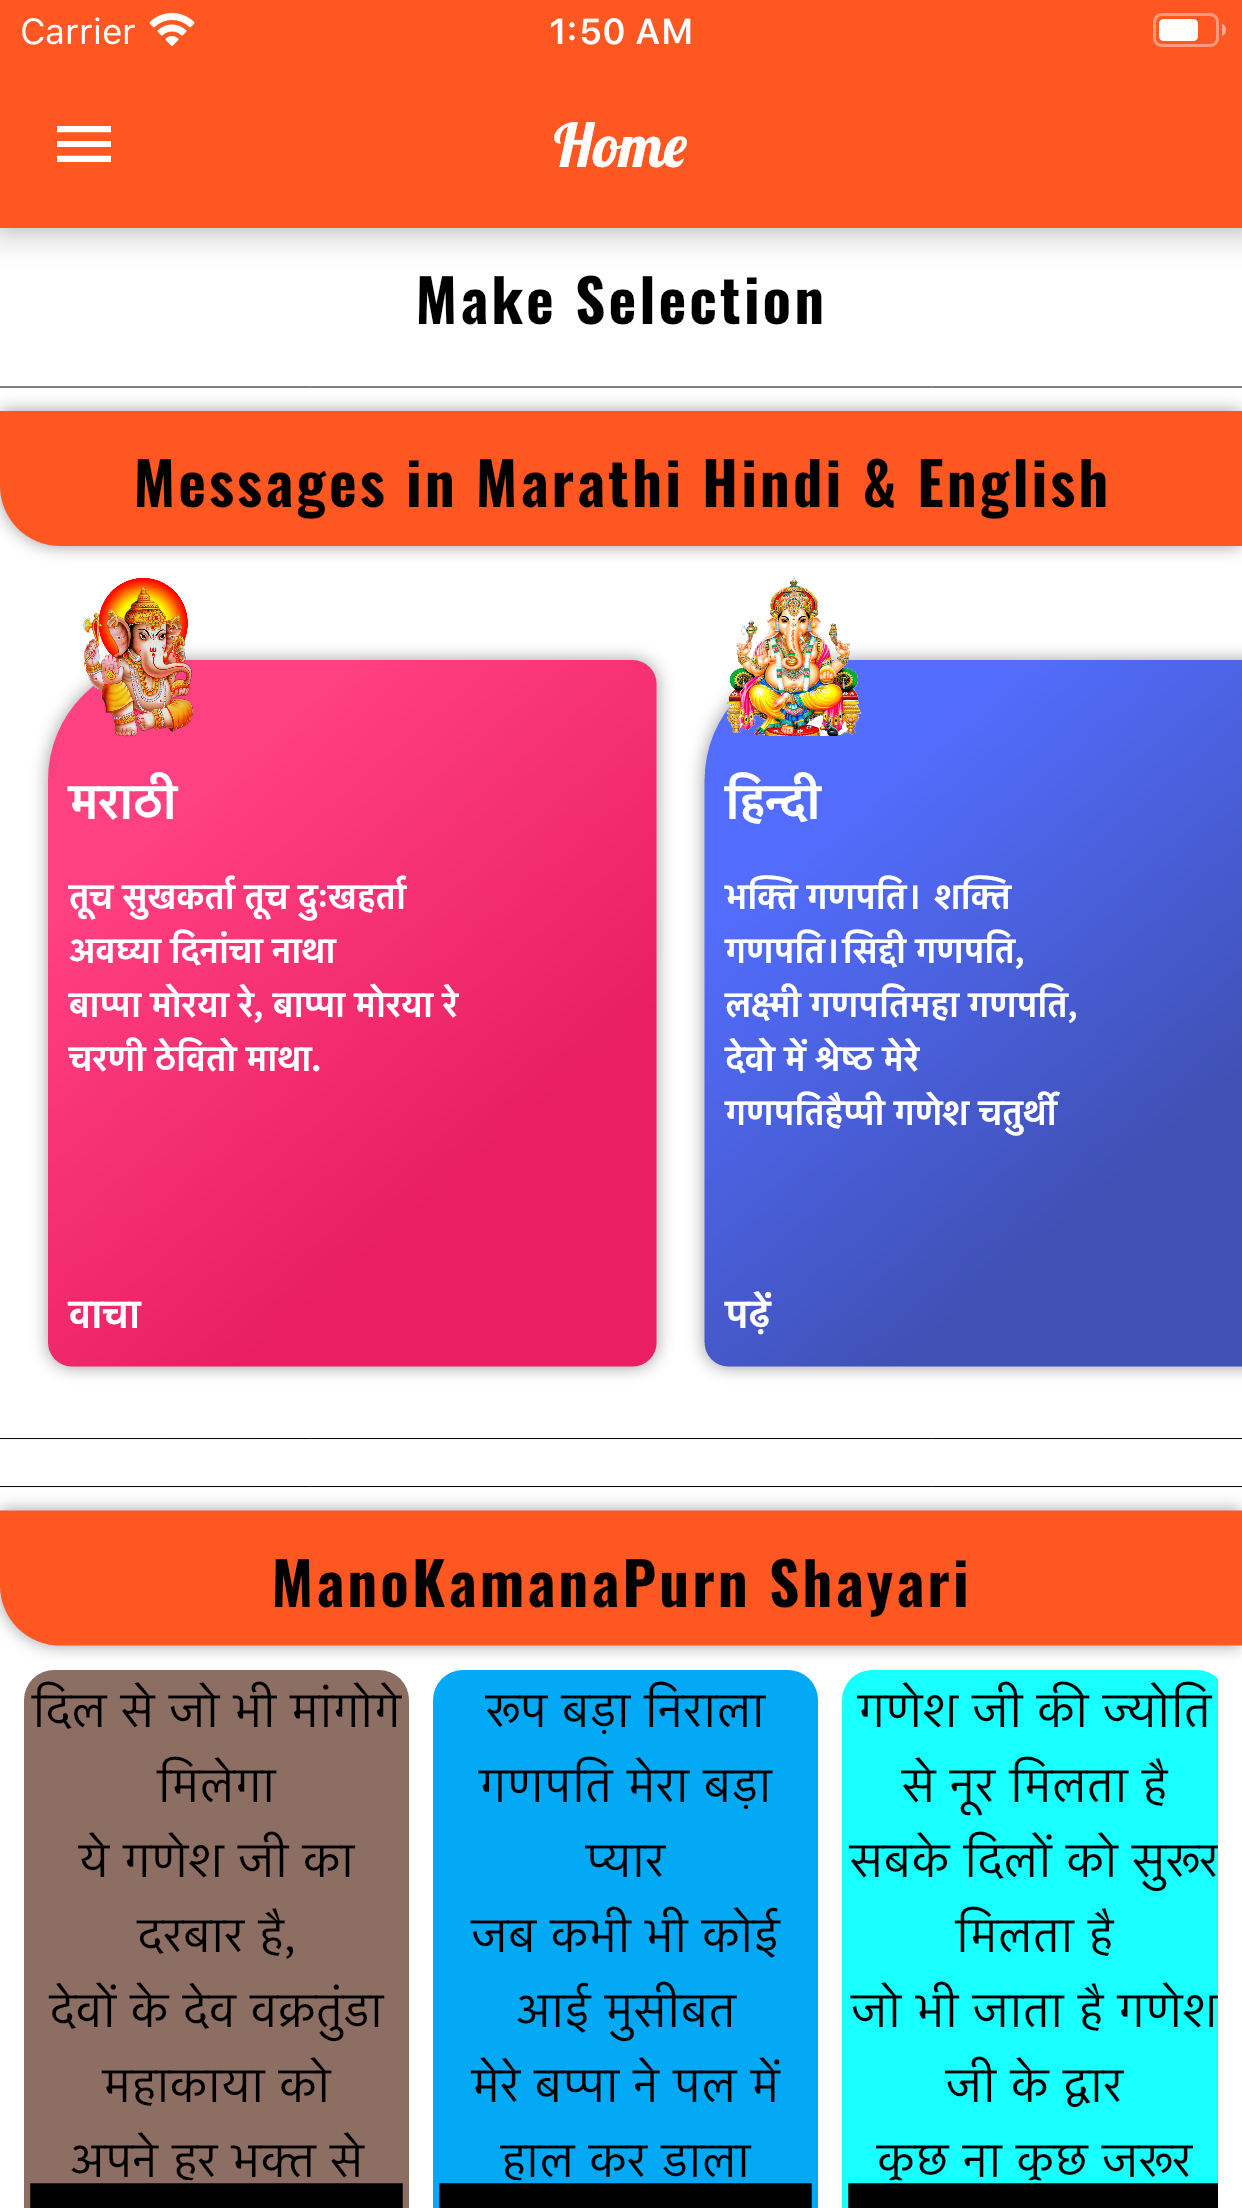 Carrier
1:50 AM
Home
Make Selection
Messages in Marathi Hindi & English
मराठी
तूच सुखकर्ता तूच दुःखहर्ता
अवघ्या दिनांचा नाथा
बाप्पा मोरया रे, बाप्पा मोरया रे
चरणी ठेवितो माथा.
वाचा
हिन्दी
भक्ति गणपति। शक्ति
गणपति।सिद्दी गणपति,
लक्ष्मी गणपतिमहा गणपति,
देवो में श्रेष्ठ मेरे
गणपतिहैप्पी गणेश चतुर्थी
पढ़ें
ManoKamanaPurn Shayari
दिल से जो भी मांगोगे
मिलेगा
ये गणेश जी का
दरबार है,
देवों के देव वक्रतुंडा
महाकाया को
अपने हर भक्त से
रूप बड़ा निराला
गणपति मेरा बड़ा
प्यार
जब कभी भी कोई
आई मुसीबत
मेरे बप्पा ने पल में
हाल कर डाला
गणेश जी की ज्योति
से नूर मिलता है
सबके दिलों को सुरूर
मिलता है
जो भी जाता है गणेश
जी के द्वार
कुछ ना कुछ जरूर